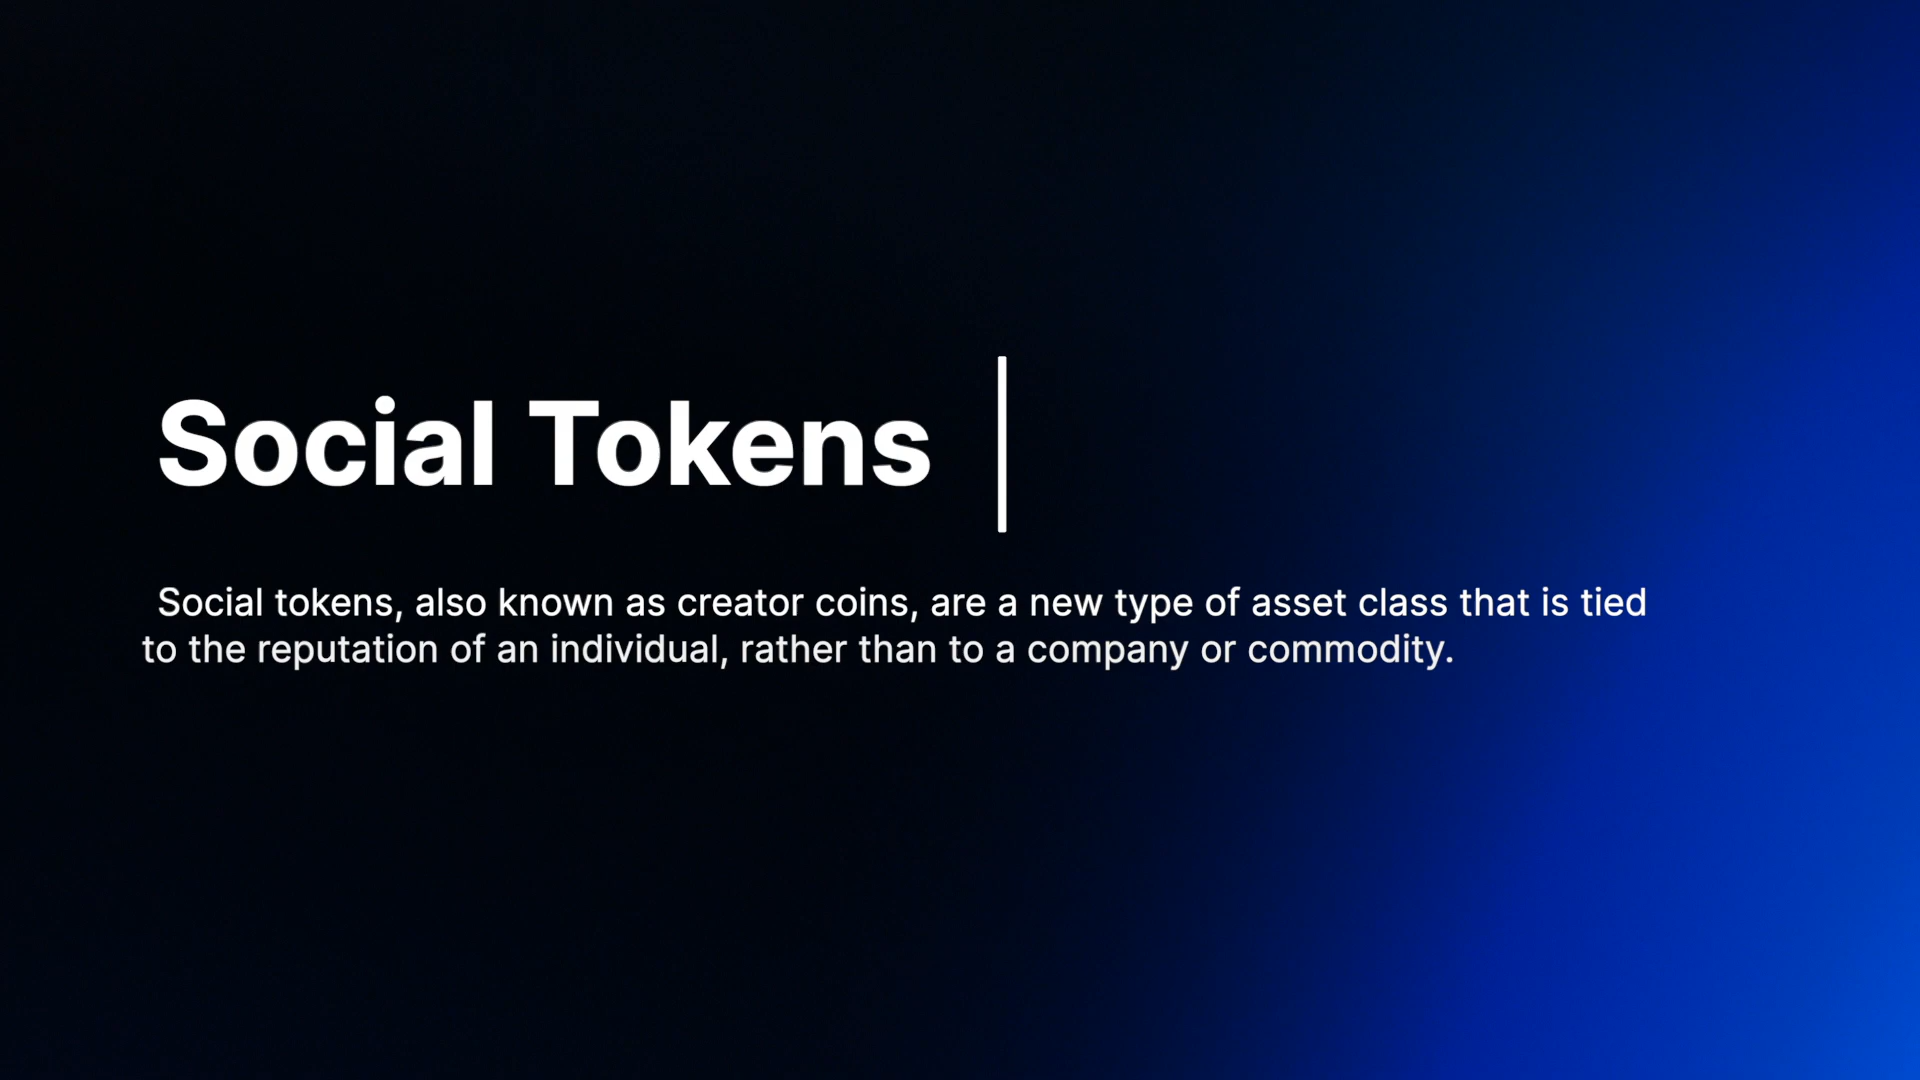 Social Tokens
Social tokens, also known as creator coins, are a new type of asset class that is tied
to the reputation of an individual, rather than to a company or commodity.